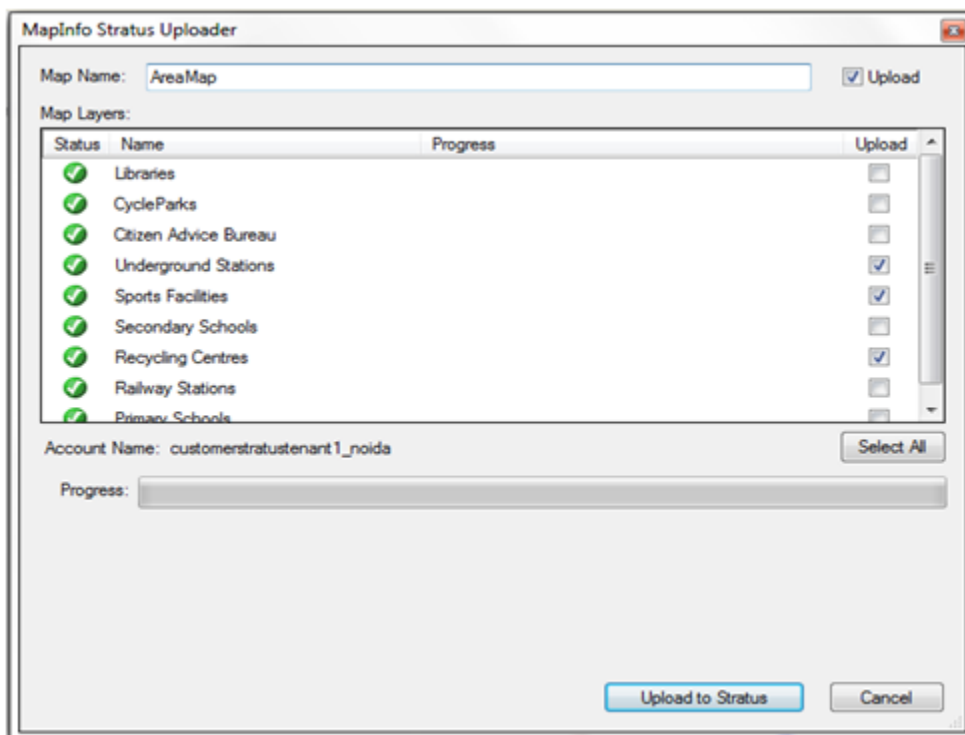 MapInfo Stratus Uploader
Map Name: AreaMap Upload
Map Layers:
Status Name Progress Upload
Libraries
CycleParks
Citizen Advice Bureau
Underground Stations
Sports Facilities
Secondary Schools
Recycling Centres
Railway Stations
Primary Schools
Account Name: customerstratustenant1_noida Select All
Progress:
Upload to Stratus Cancel